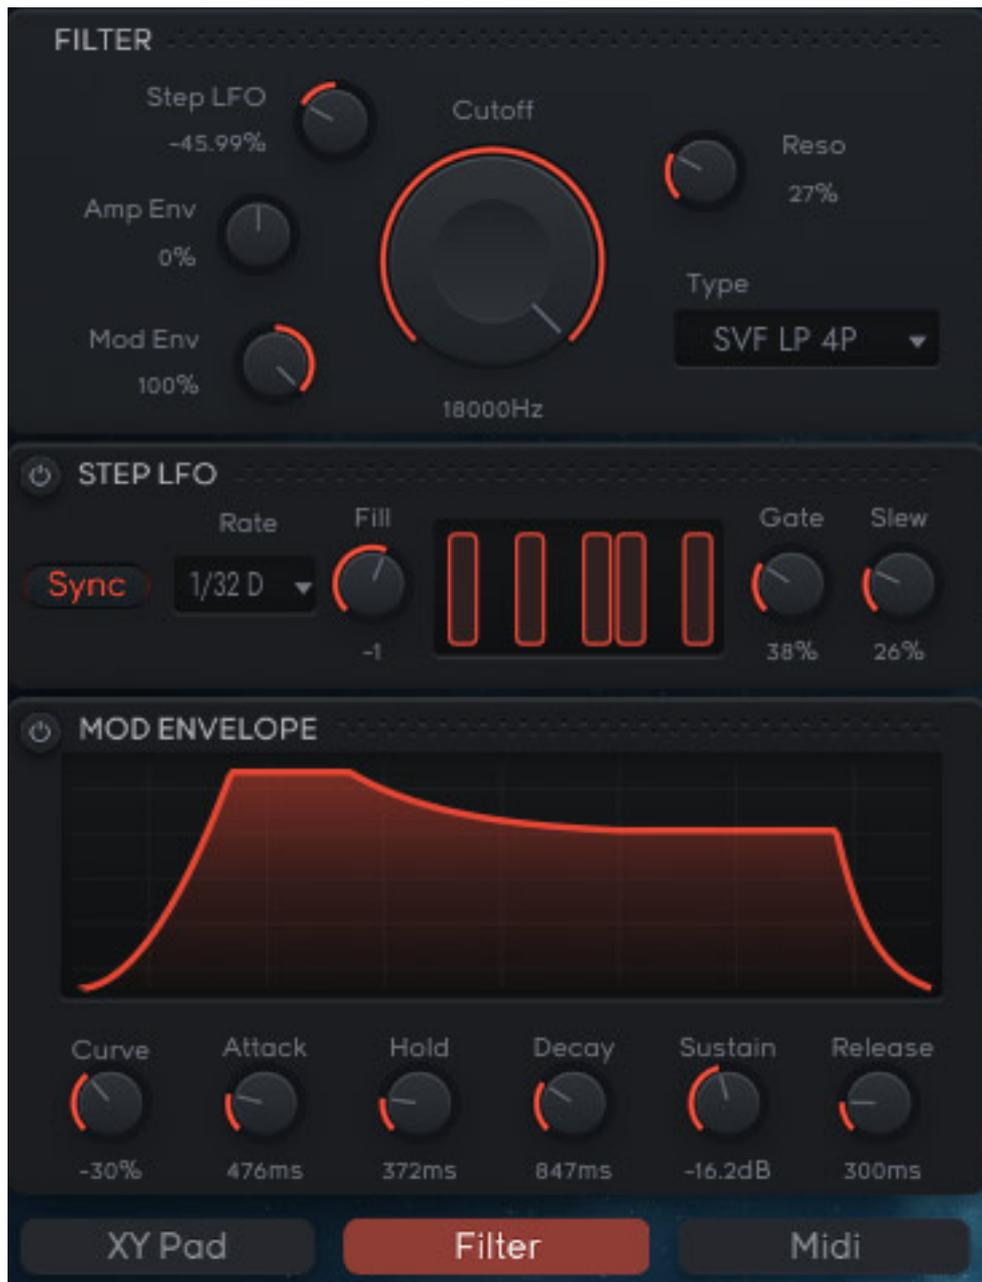 FILTER
Step LFO
-45.99%
Cutoff
Reso
27%
Amp Env
0%
Type
SVF LP 4P
Mod Env
100%
18000Hz
STEP LFO
Rate
Fill
Gate
Slew
Sync
1/32 D
-1
38%
26%
MOD ENVELOPE
Curve
Attack
Hold
Decay
Sustain
Release
-30%
476ms
372ms
847ms
-16.2dB
300ms
XY Pad
Filter
Midi